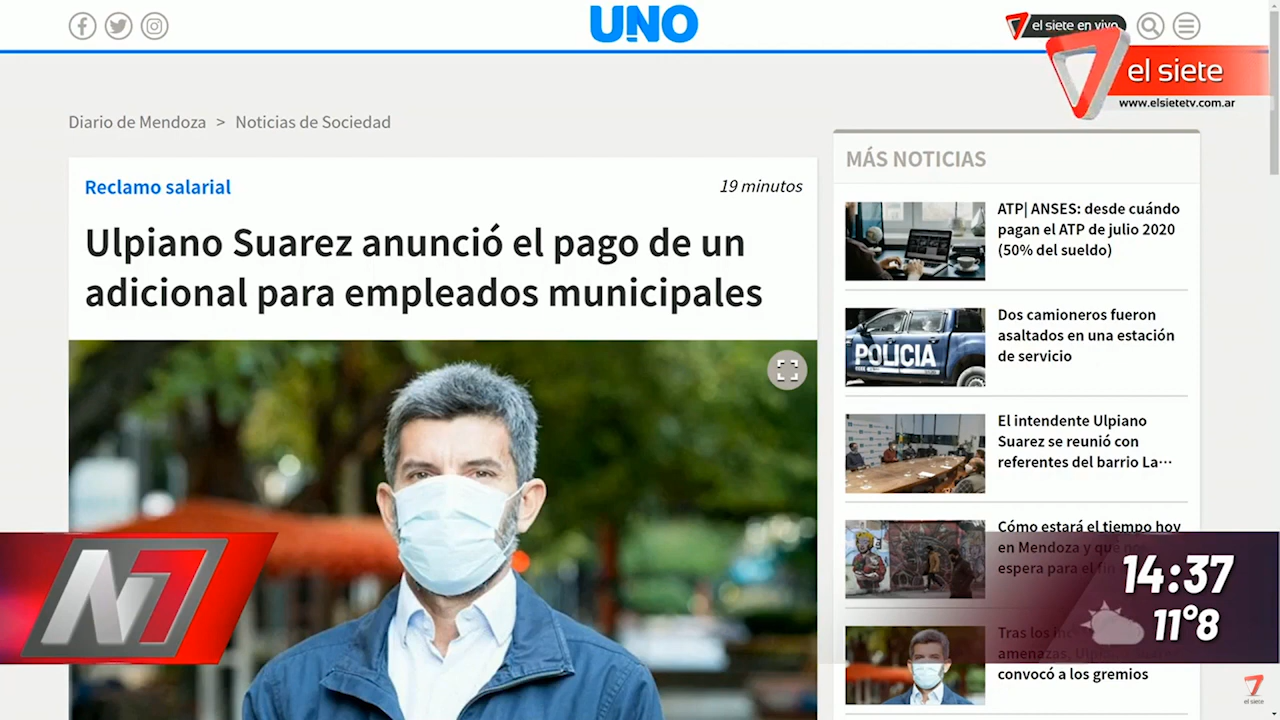 UNO
el siete en vivo
el siete
www.elsietetv.com.ar
Diario de Mendoza > Noticias de Sociedad
Reclamo salarial
19 minutos
Ulpiano Suarez anunció el pago de un
adicional para empleados municipales
MÁS NOTICIAS
ATP| ANSES: desde cuándo
pagan el ATP de julio 2020
(50% del sueldo)
POLICIA
Dos camioneros fueron
asaltados en una estación
de servicio
El intendente Ulpiano
Suarez se reunió con
referentes del barrio La...
Cómo estará el tiempo hoy
en Mendoza y qué
espera para el fin
Tras los
amenazas,
convocó a los gremios
N7
14:37
11°8
el siete